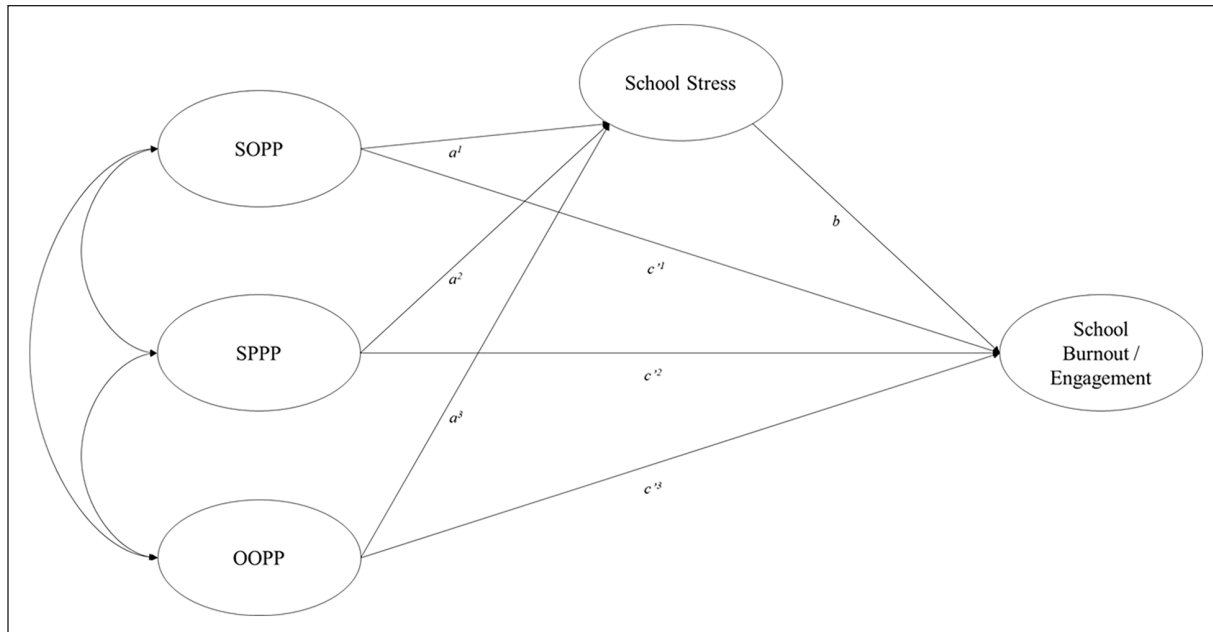 School Stress
SOPP
a¹
b
c’¹
a²
SPPP
School
Burnout /
Engagement
c’²
a³
c’³
OOPP